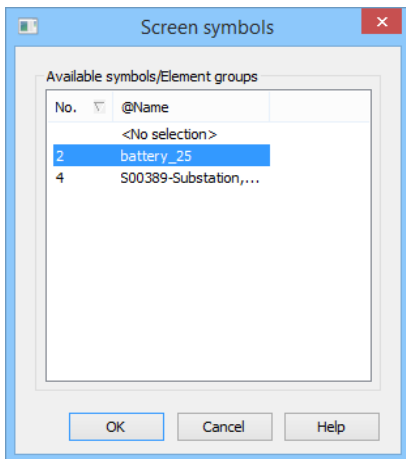 Screen symbols
Available symbols/Element groups
No. @Name
<No selection>
2 battery_25
4 S00389-Substation,...
OK Cancel Help